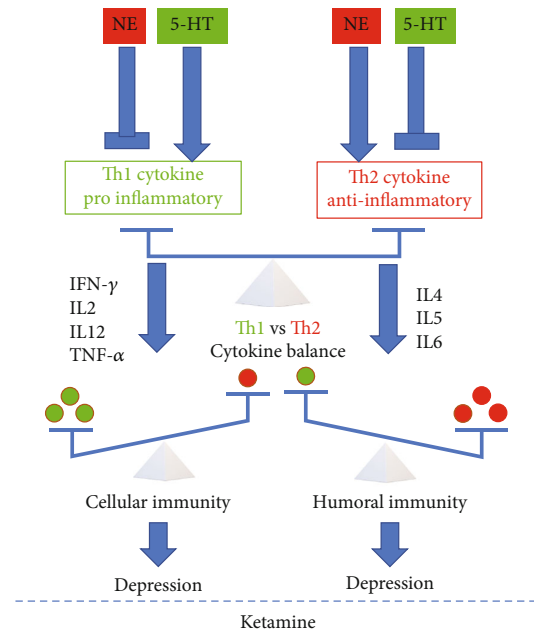 NE
5-HT
NE
5-HT
Th1 cytokine
pro inflammatory
Th2 cytokine
anti-inflammatory
IFN-γ
IL2
IL12
TNF-α
Th1 vs Th2
Cytokine balance
IL4
IL5
IL6
Cellular immunity
Humoral immunity
Depression
Depression
Ketamine